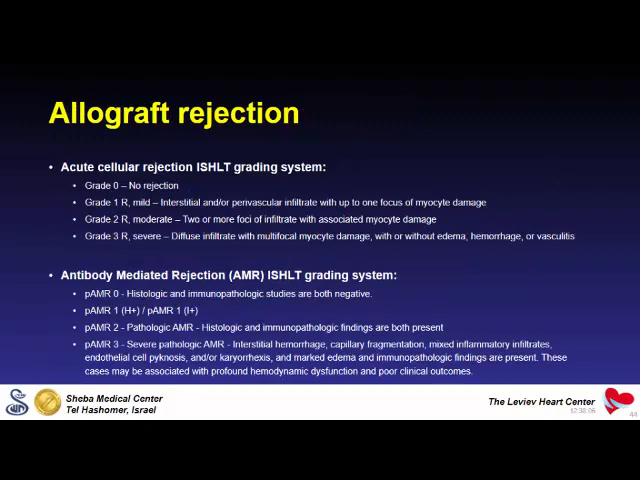 Allograft rejection
• Acute cellular rejection ISHLT grading system:
• Grade 0 – No rejection
• Grade 1 R, mild – Interstitial and/or perivascular infiltrate with up to one focus of myocyte damage
• Grade 2 R, moderate – Two or more foci of infiltrate with associated myocyte damage
• Grade 3 R, severe – Diffuse infiltrate with multifocal myocyte damage, with or without edema, hemorrhage, or vasculitis
• Antibody Mediated Rejection (AMR) ISHLT grading system:
• pAMR 0 - Histologic and immunopathologic studies are both negative.
• pAMR 1 (H+) / pAMR 1 (I+)
• pAMR 2 - Pathologic AMR - Histologic and immunopathologic findings are both present
• pAMR 3 - Severe pathologic AMR - Interstitial hemorrhage, capillary fragmentation, mixed inflammatory infiltrates,
endothelial cell pyknosis, and/or karyorrhexis, and marked edema and immunopathologic findings are present. These
cases may be associated with profound hemodynamic dysfunction and poor clinical outcomes.
Sheba Medical Center
Tel Hashomer, Israel
The Leviev Heart Center
12:38:06
44